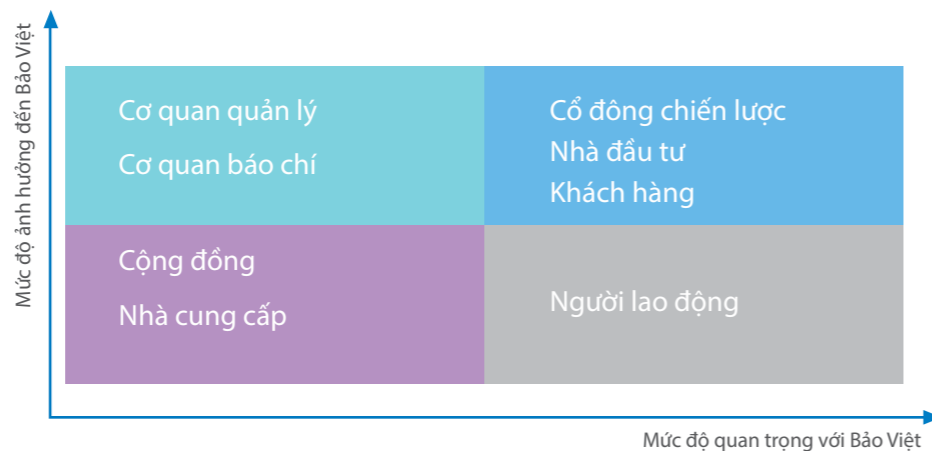 Mức độ ảnh hưởng đến Bảo Việt
Cơ quan quản lý
Cơ quan báo chí
Cổ đông chiến lược
Nhà đầu tư
Khách hàng
Cộng đồng
Nhà cung cấp
Người lao động
Mức độ quan trọng với Bảo Việt